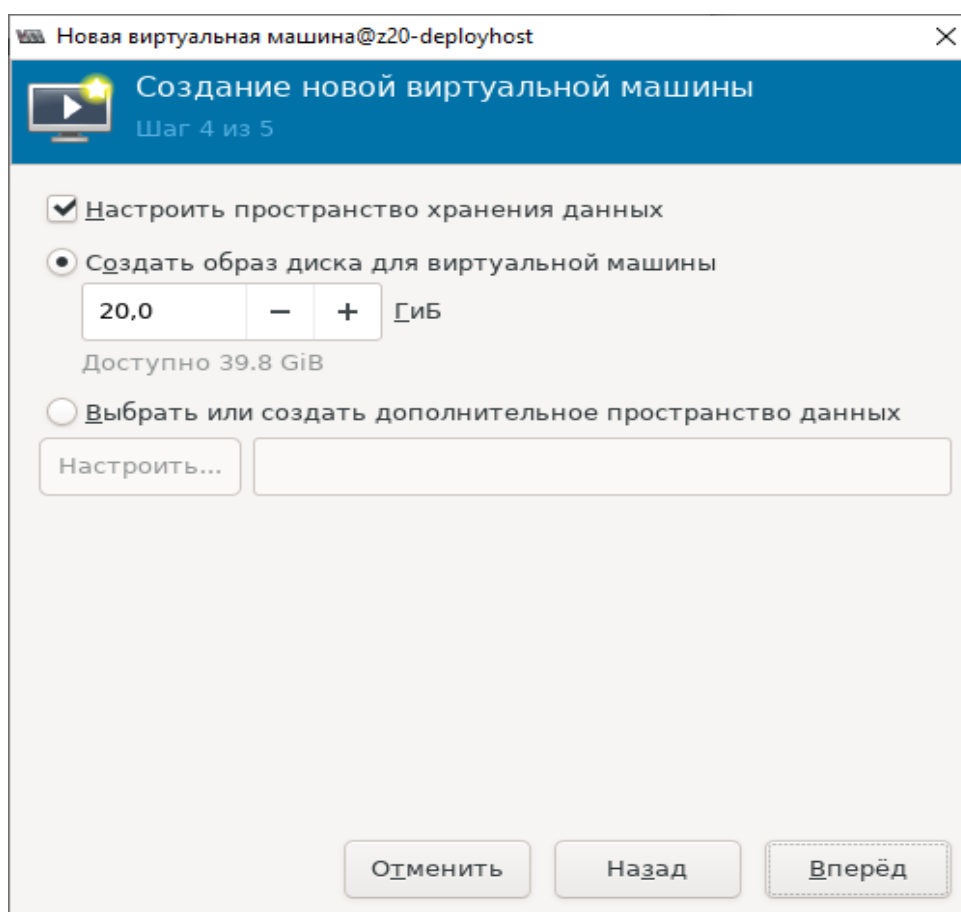 Новая виртуальная машина@z20-deployhost
Создание новой виртуальной машины
Шаг 4 из 5
Настроить пространство хранения данных
Создать образ диска для виртуальной машины
20,0 − + ГиБ
Доступно 39.8 GiB
Выбрать или создать дополнительное пространство данных
Настроить...
Отменить Назад Вперёд